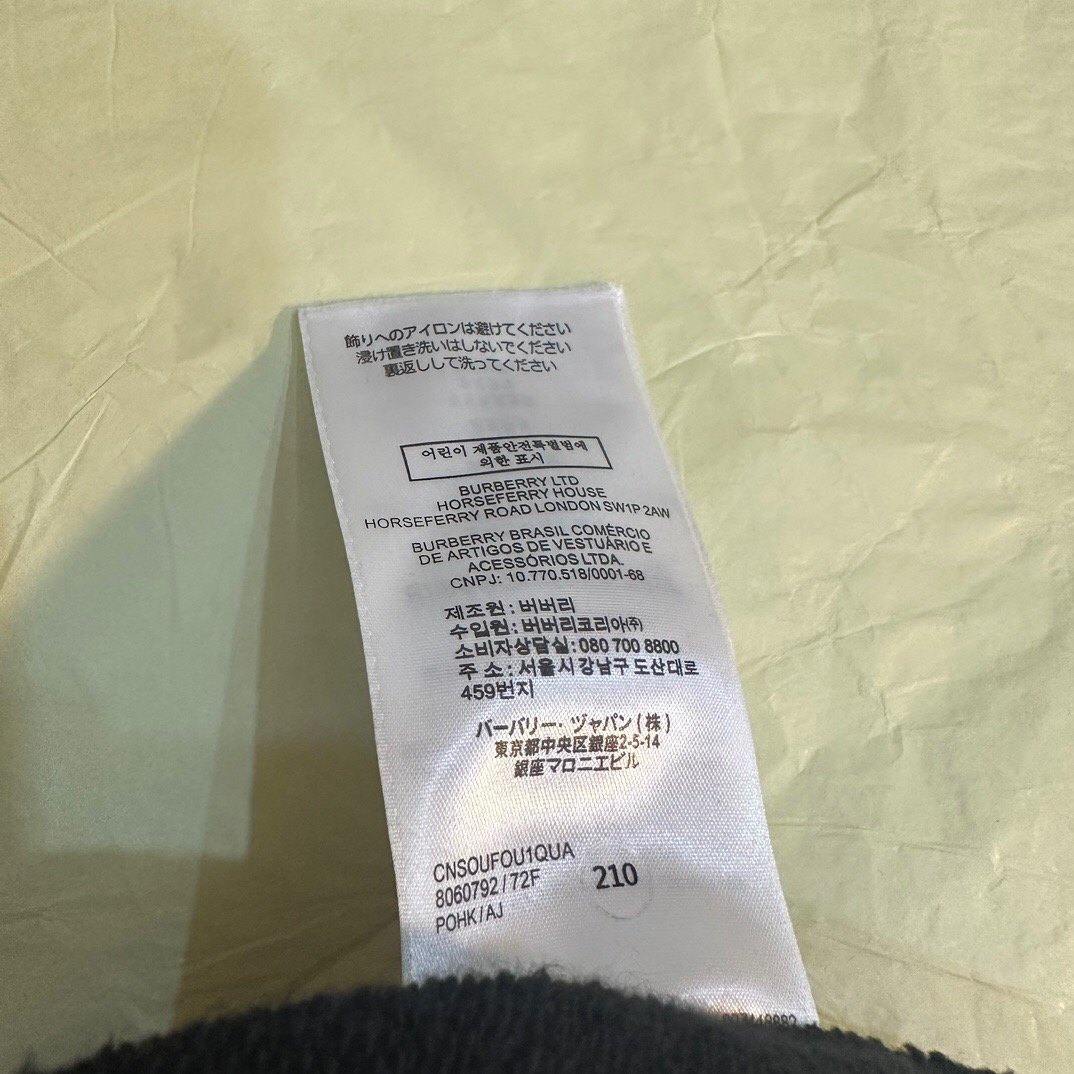 飾りへのアイロンは避けてください
浸け置き洗いはしないでください
裏返しして洗ってください
어린이 제품안전특별법에
의한 표시
BURBERRY LTD
HORSEFERRY HOUSE
HORSEFERRY ROAD LONDON SW1P 2AW
BURBERRY BRASIL COMÉRCIO
DE ARTIGOS DE VESTUÁRIO E
ACESSÓRIOS LTDA.
CNPJ: 10.770.518/0001-68
제조원 : 버버리
수입원 : 버버리코리아(주)
소비자상담실: 080 700 8800
주 소 : 서울시 강남구 도산대로
459번지
バーバリー・ヅャパン(株)
東京都中央区銀座2-5-14
銀座マロニエビル
CNSOUFOU1QUA
8060792 / 72F
POHK / AJ
210